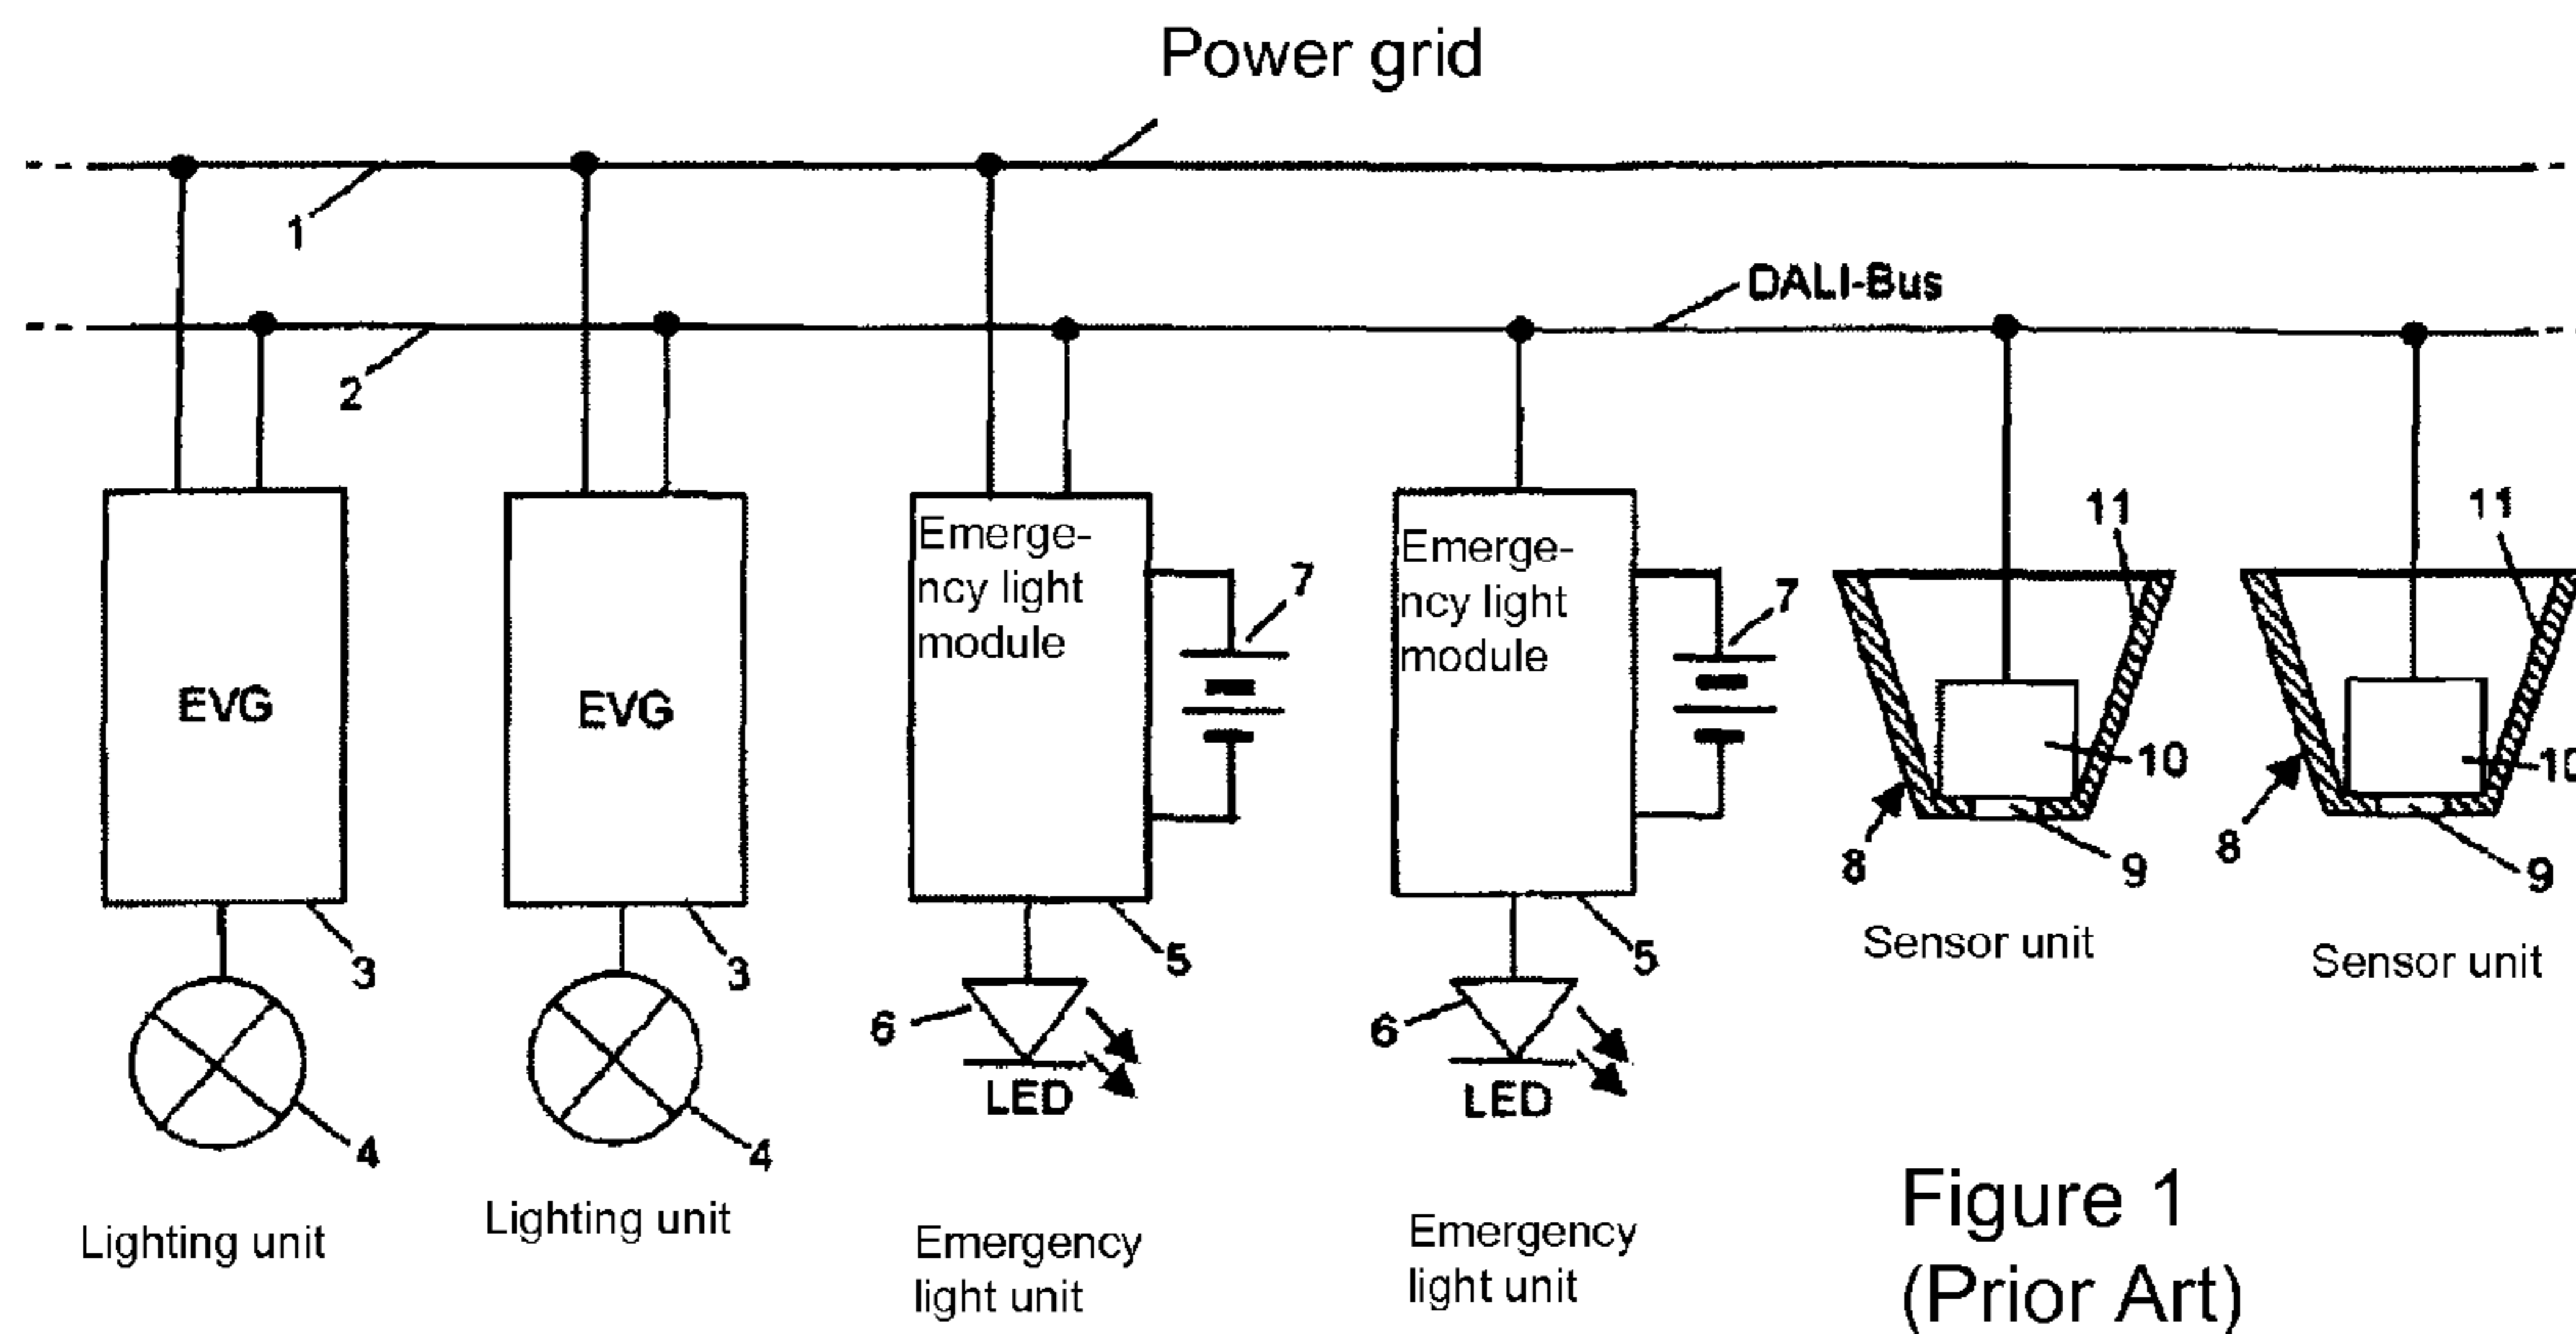 Power grid
1
DALI-Bus
2
EVG
3
4
Lighting unit
EVG
3
4
Lighting unit
Emerge-
ncy light
module
7
5
6
LED
Emergency
light unit
Emerge-
ncy light
module
7
5
6
LED
Emergency
light unit
11
10
8
9
Sensor unit
11
10
8
9
Sensor unit
Figure 1
(Prior Art)